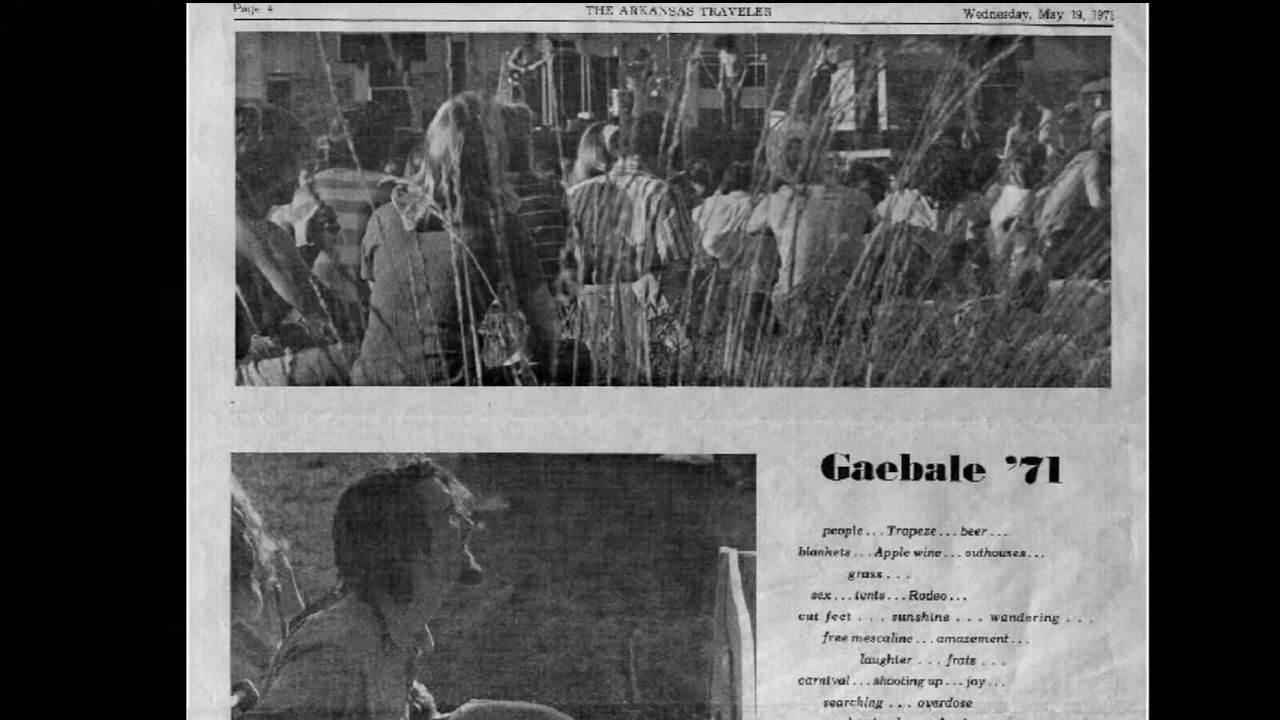 Page 4
THE ARKANSAS TRAVELER
Wednesday, May 19, 1971
Gaebale '71
people . . . Trapeze . . . beer . . .
blankets . . . Apple wine . . . outhouses . . .
grass . . .
sex . . . tents . . . Rodeo . . .
cut feet . . . sunshine . . . wandering . . .
free mescaline . . . amazement . . .
laughter . . . frats . . .
carnival . . . shooting up . . . joy . . .
searching . . . overdose